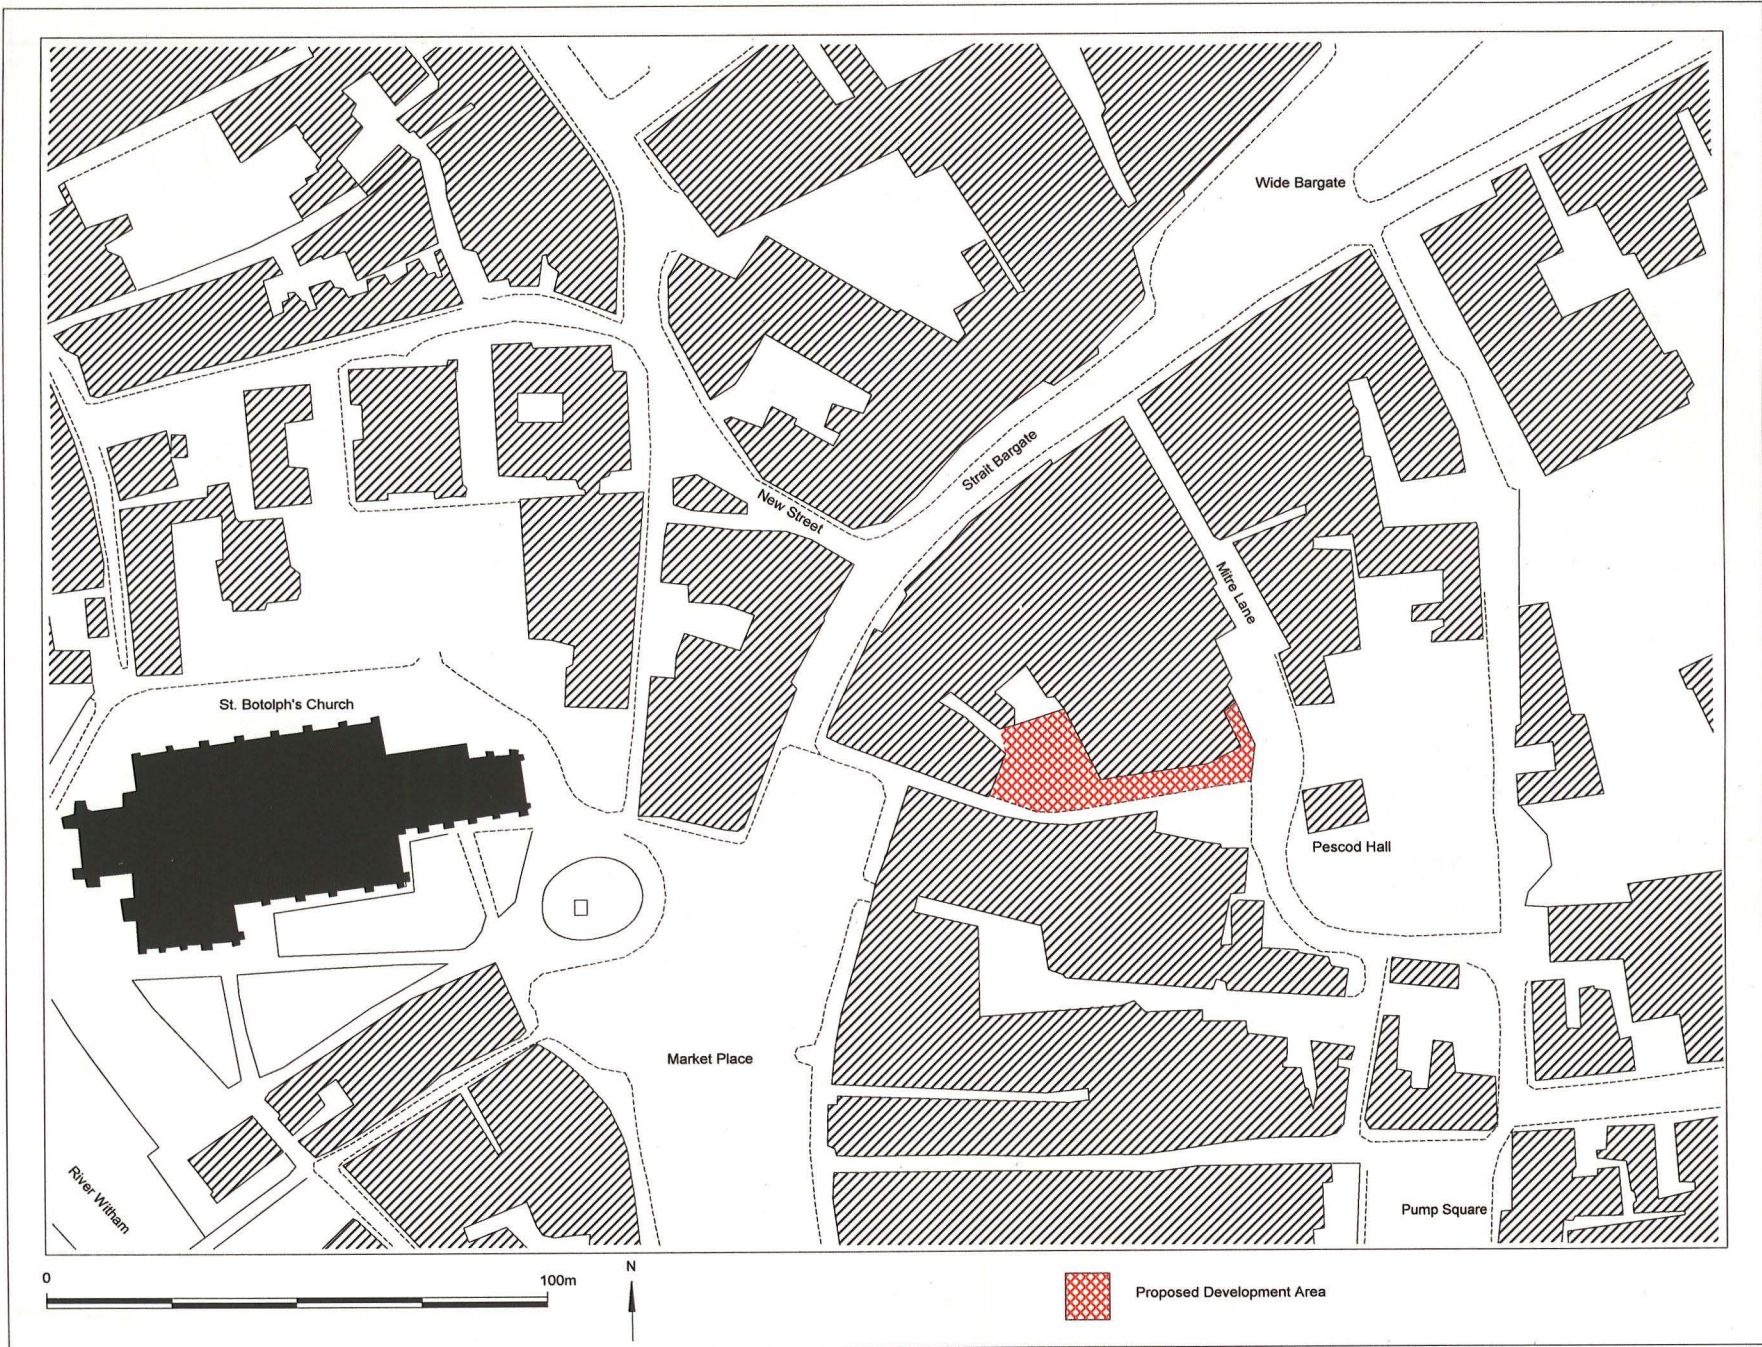 Wide Bargate
Strait Bargate
New Street
Mitre Lane
St. Botolph's Church
Pescod Hall
Market Place
River Witham
Pump Square
0
100m
N
Proposed Development Area